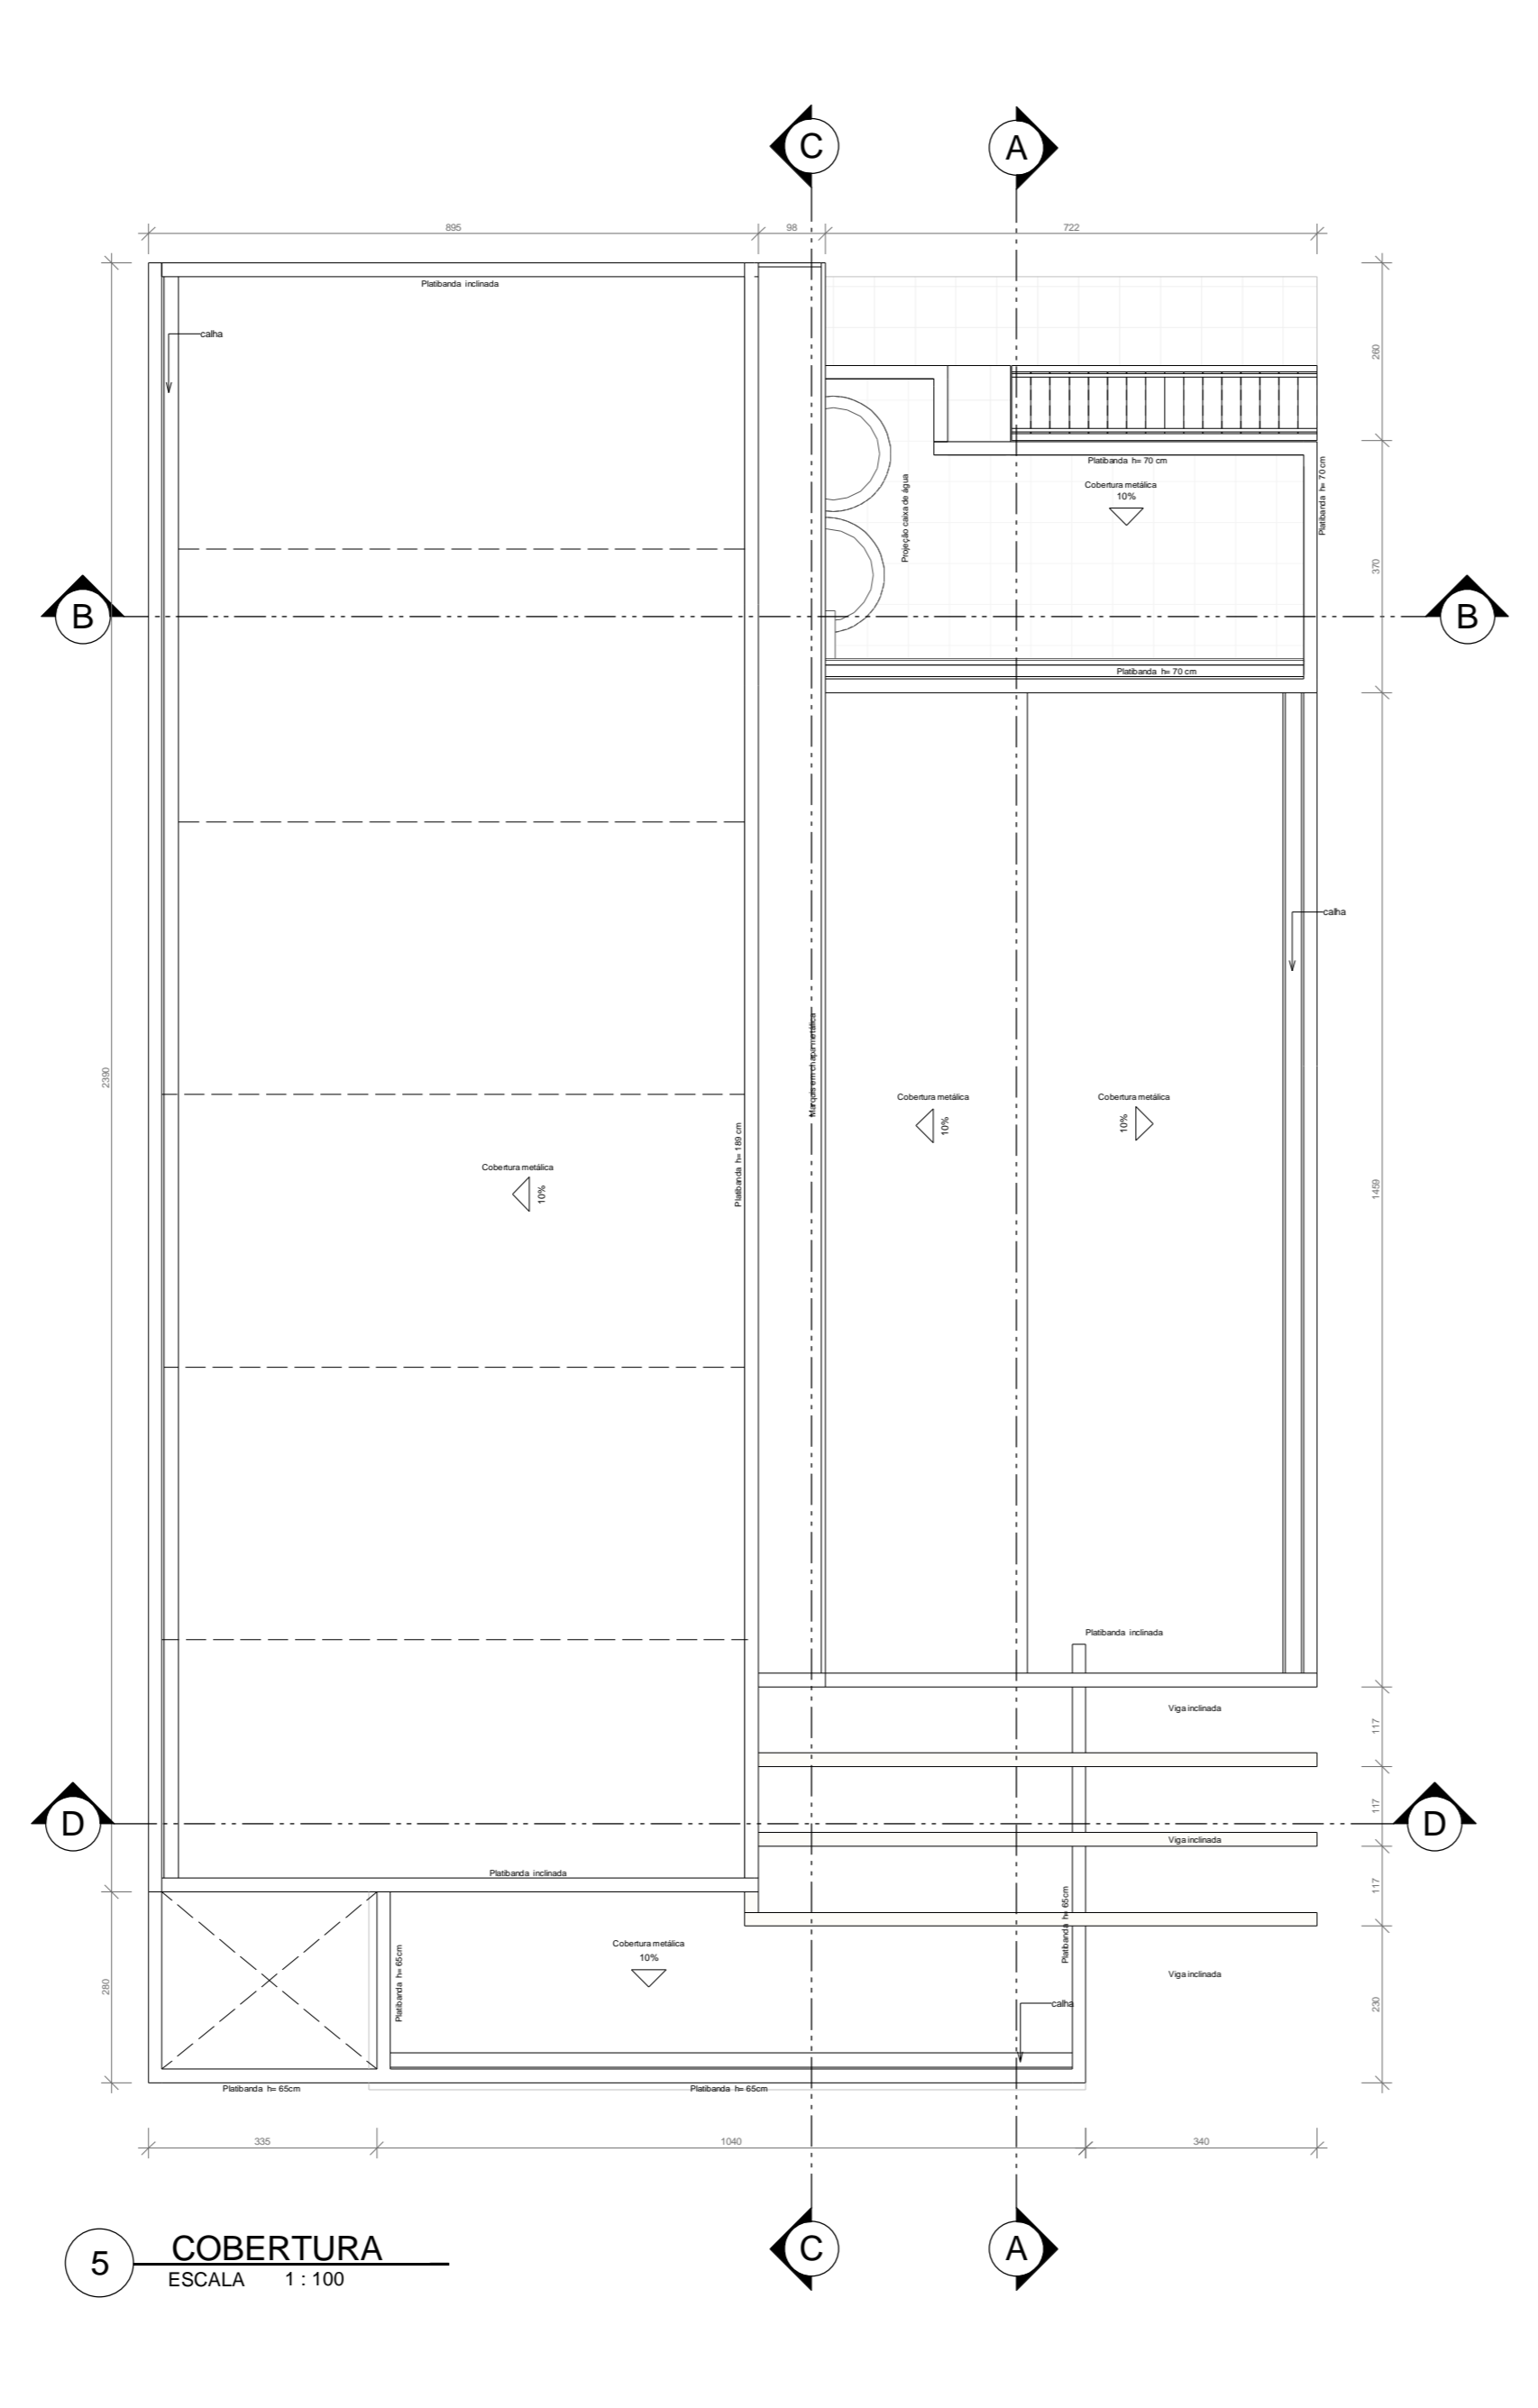 C
A
895
98
722
Platibanda inclinada
calha
260
Platibanda h= 70 cm
Platibanda h= 70 cm
Cobertura metálica
10%
Projeção caixa de água
370
B
B
Platibanda h= 70 cm
calha
2390
Marquis em chapa metálica
Cobertura metálica
10%
Cobertura metálica
10%
Platibanda h= 189 cm
Cobertura metálica
10%
1459
Platibanda inclinada
Viga inclinada
117
D
117
D
Viga inclinada
Platibanda inclinada
117
Platibanda h= 65cm
Cobertura metálica
10%
Platibanda h= 65cm
Viga inclinada
280
calha
230
Platibanda h= 65cm
Platibanda h= 65cm
335
1040
340
5
COBERTURA
ESCALA 1 : 100
C
A